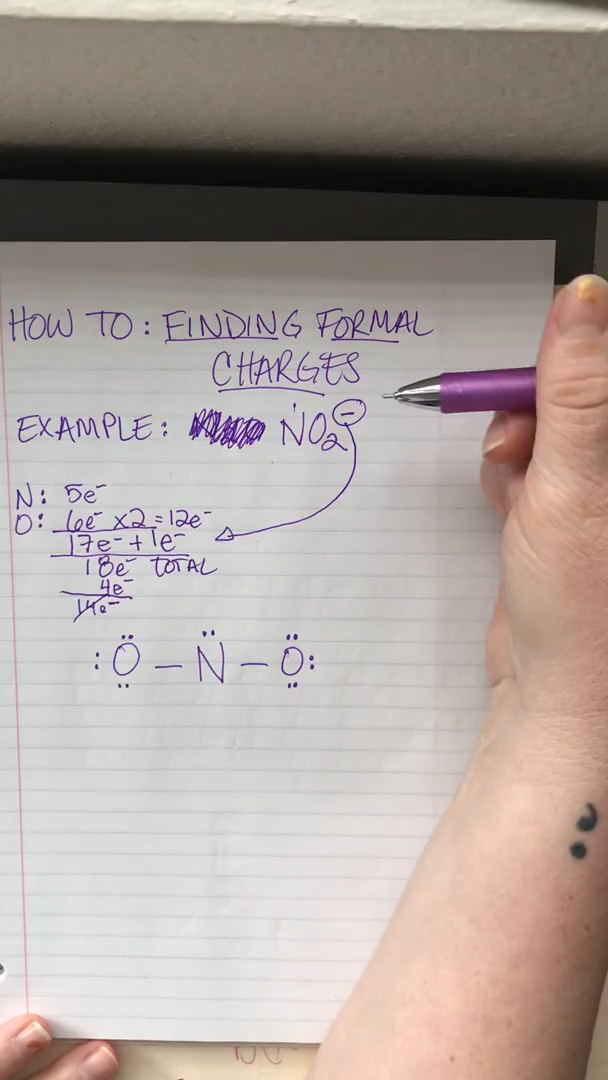 HOW TO: FINDING FORMAL
CHARGES
EXAMPLE: NO₂⁻
N: 5e⁻
O: 6e⁻ x2 = 12e⁻
17e⁻ + 1e⁻
18e⁻ TOTAL
4e⁻
14e⁻
:Ö — N̈ — Ö: